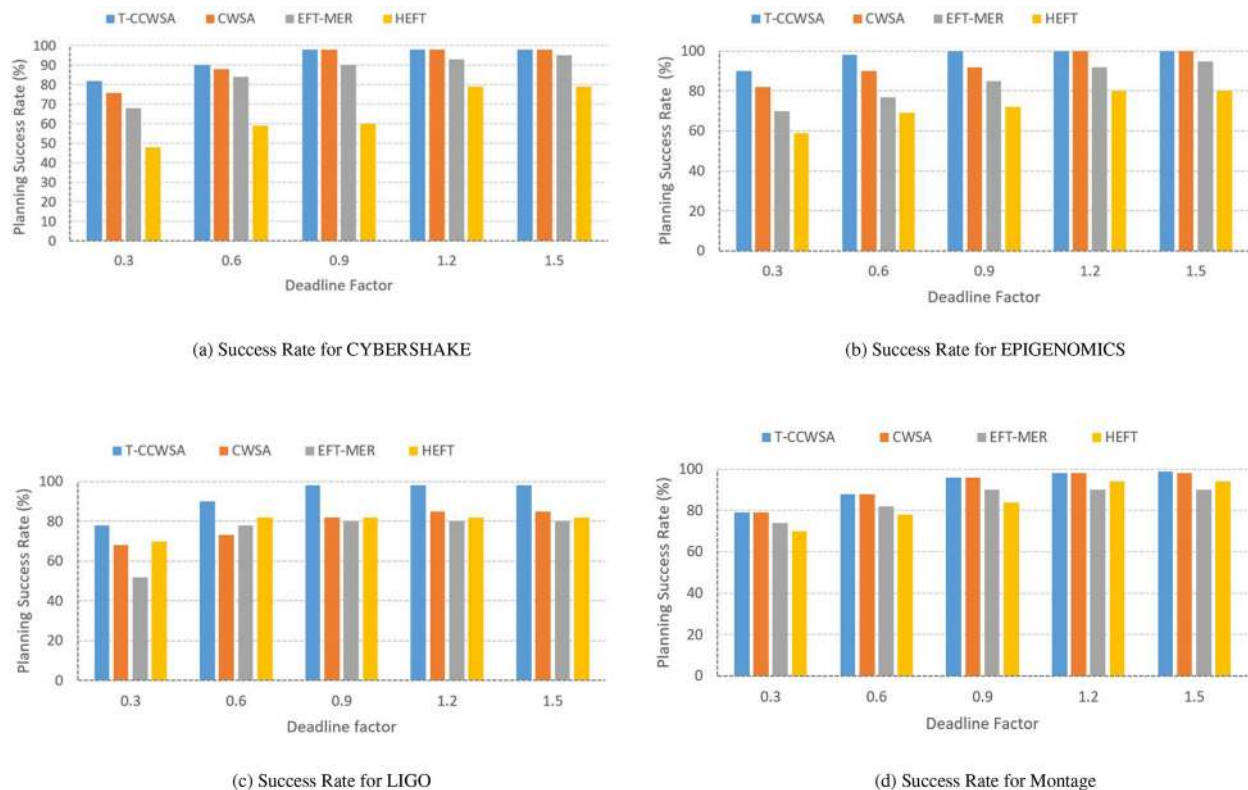 T-CCWSA CWSA EFT-MER HEFT
Planning Success Rate (%)
100
90
80
70
60
50
40
30
20
10
0
0.3 0.6 0.9 1.2 1.5
Deadline Factor
(a) Success Rate for CYBERSHAKE
T-CCWSA CWSA EFT-MER HEFT
Planning Success Rate (%)
100
80
60
40
20
0
0.3 0.6 0.9 1.2 1.5
Deadline Factor
(b) Success Rate for EPIGENOMICS
T-CCWSA CWSA EFT-MER HEFT
Planning Success Rate (%)
100
80
60
40
20
0
0.3 0.6 0.9 1.2 1.5
Deadline factor
(c) Success Rate for LIGO
T-CCWSA CWSA EFT-MER HEFT
Planning Success Rate (%)
100
80
60
40
20
0
0.3 0.6 0.9 1.2 1.5
Deadline Factor
(d) Success Rate for Montage